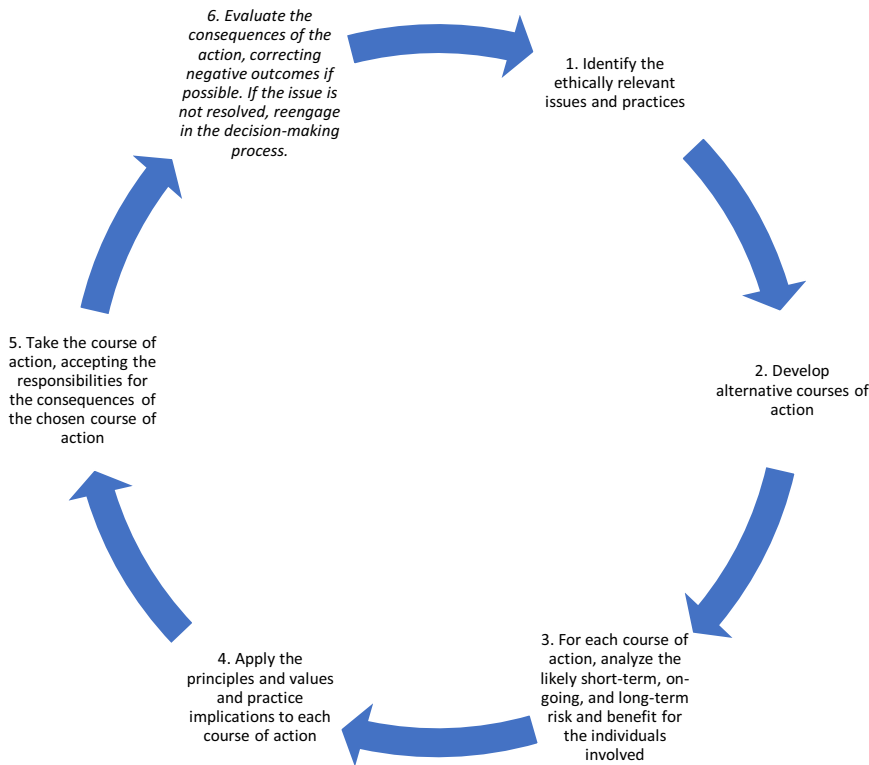 1. Identify the
ethically relevant
issues and practices
2. Develop
alternative courses of
action
3. For each course of
action, analyze the
likely short-term, on-
going, and long-term
risk and benefit for
the individuals
involved
4. Apply the
principles and values
and practice
implications to each
course of action
5. Take the course of
action, accepting the
responsibilities for
the consequences of
the chosen course of
action
6. Evaluate the
consequences of the
action, correcting
negative outcomes if
possible. If the issue is
not resolved, reengage
in the decision-making
process.